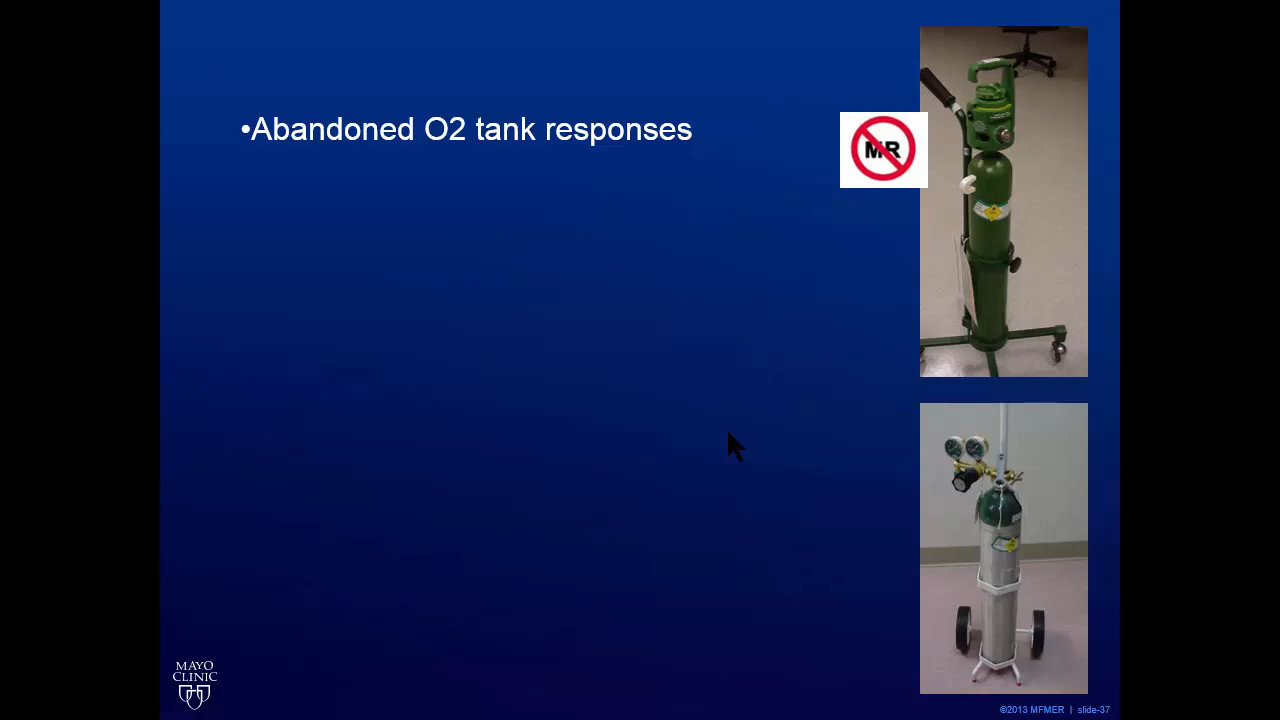 •Abandoned O2 tank responses
MR
MAYO
CLINIC
©2013 MFMER | slide-37